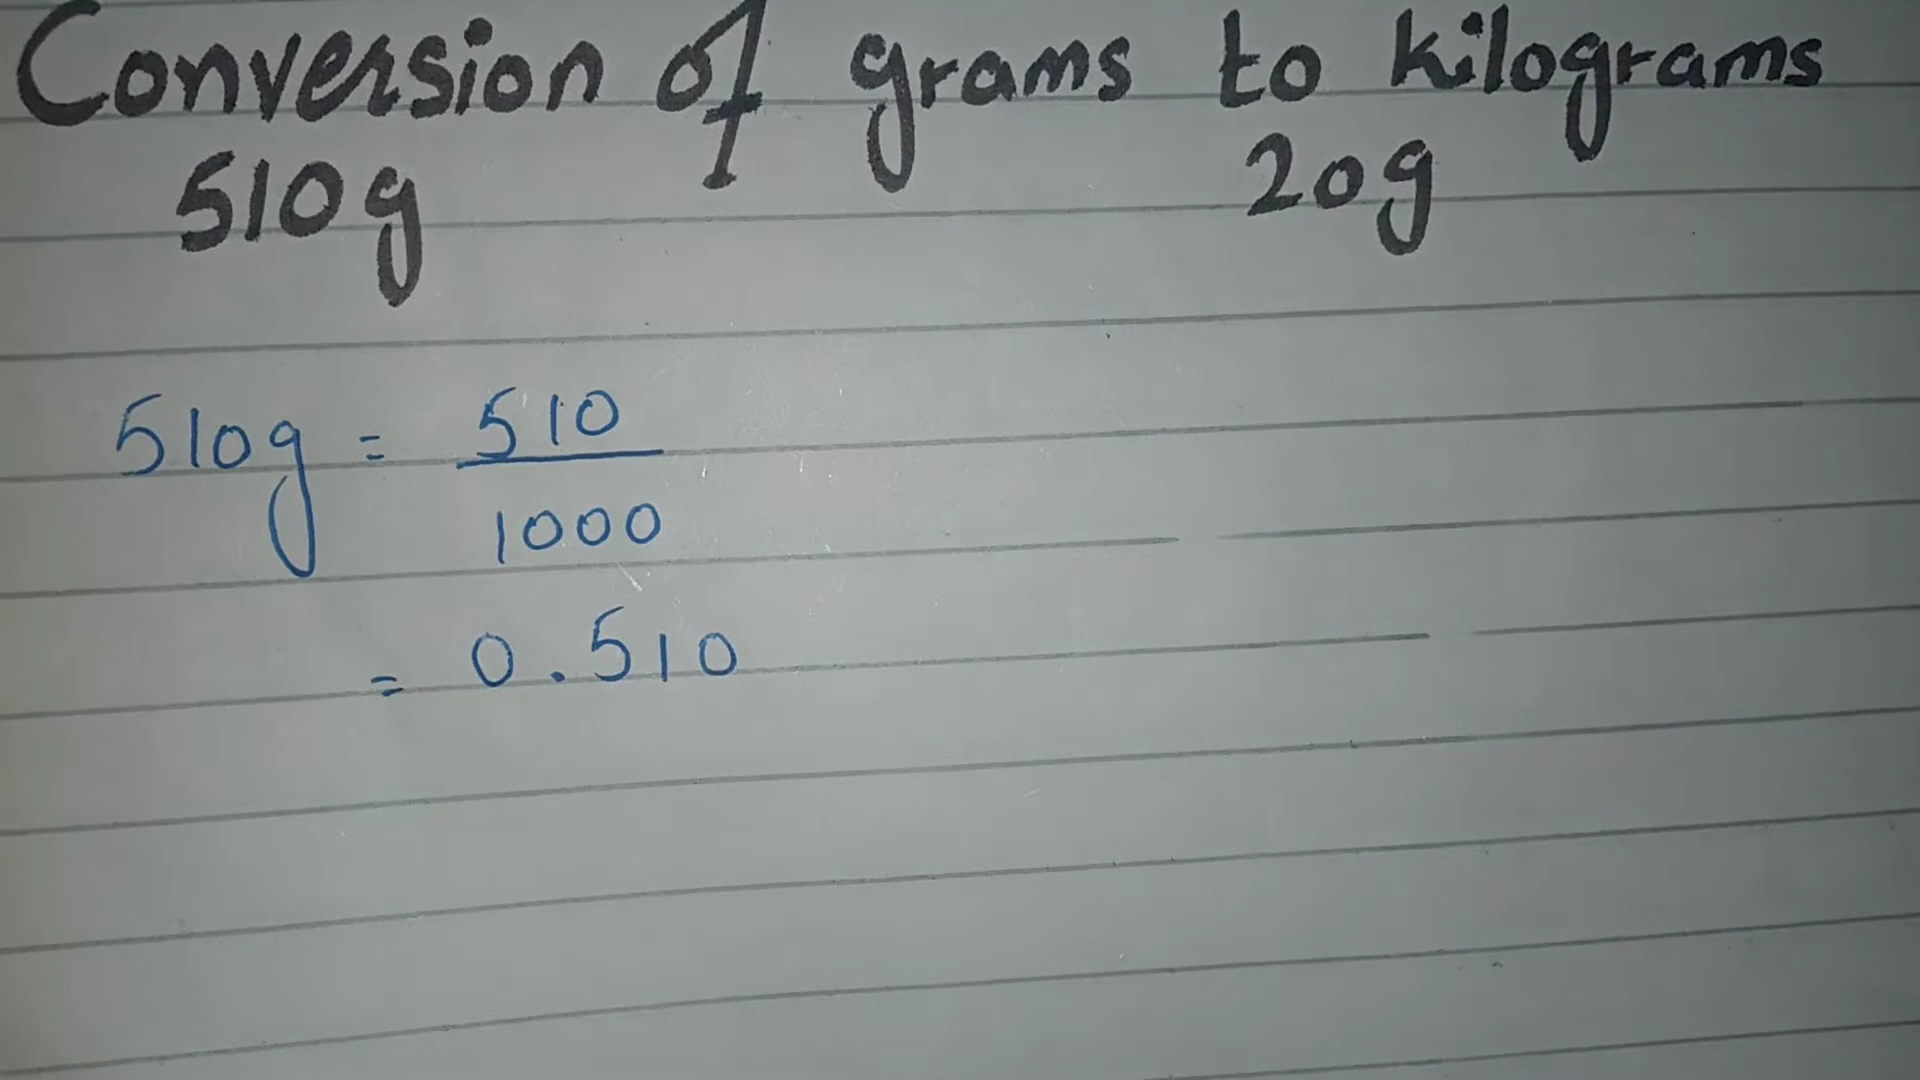 Conversion of grams to kilograms
510g 20g
510g = 510
1000
= 0.510